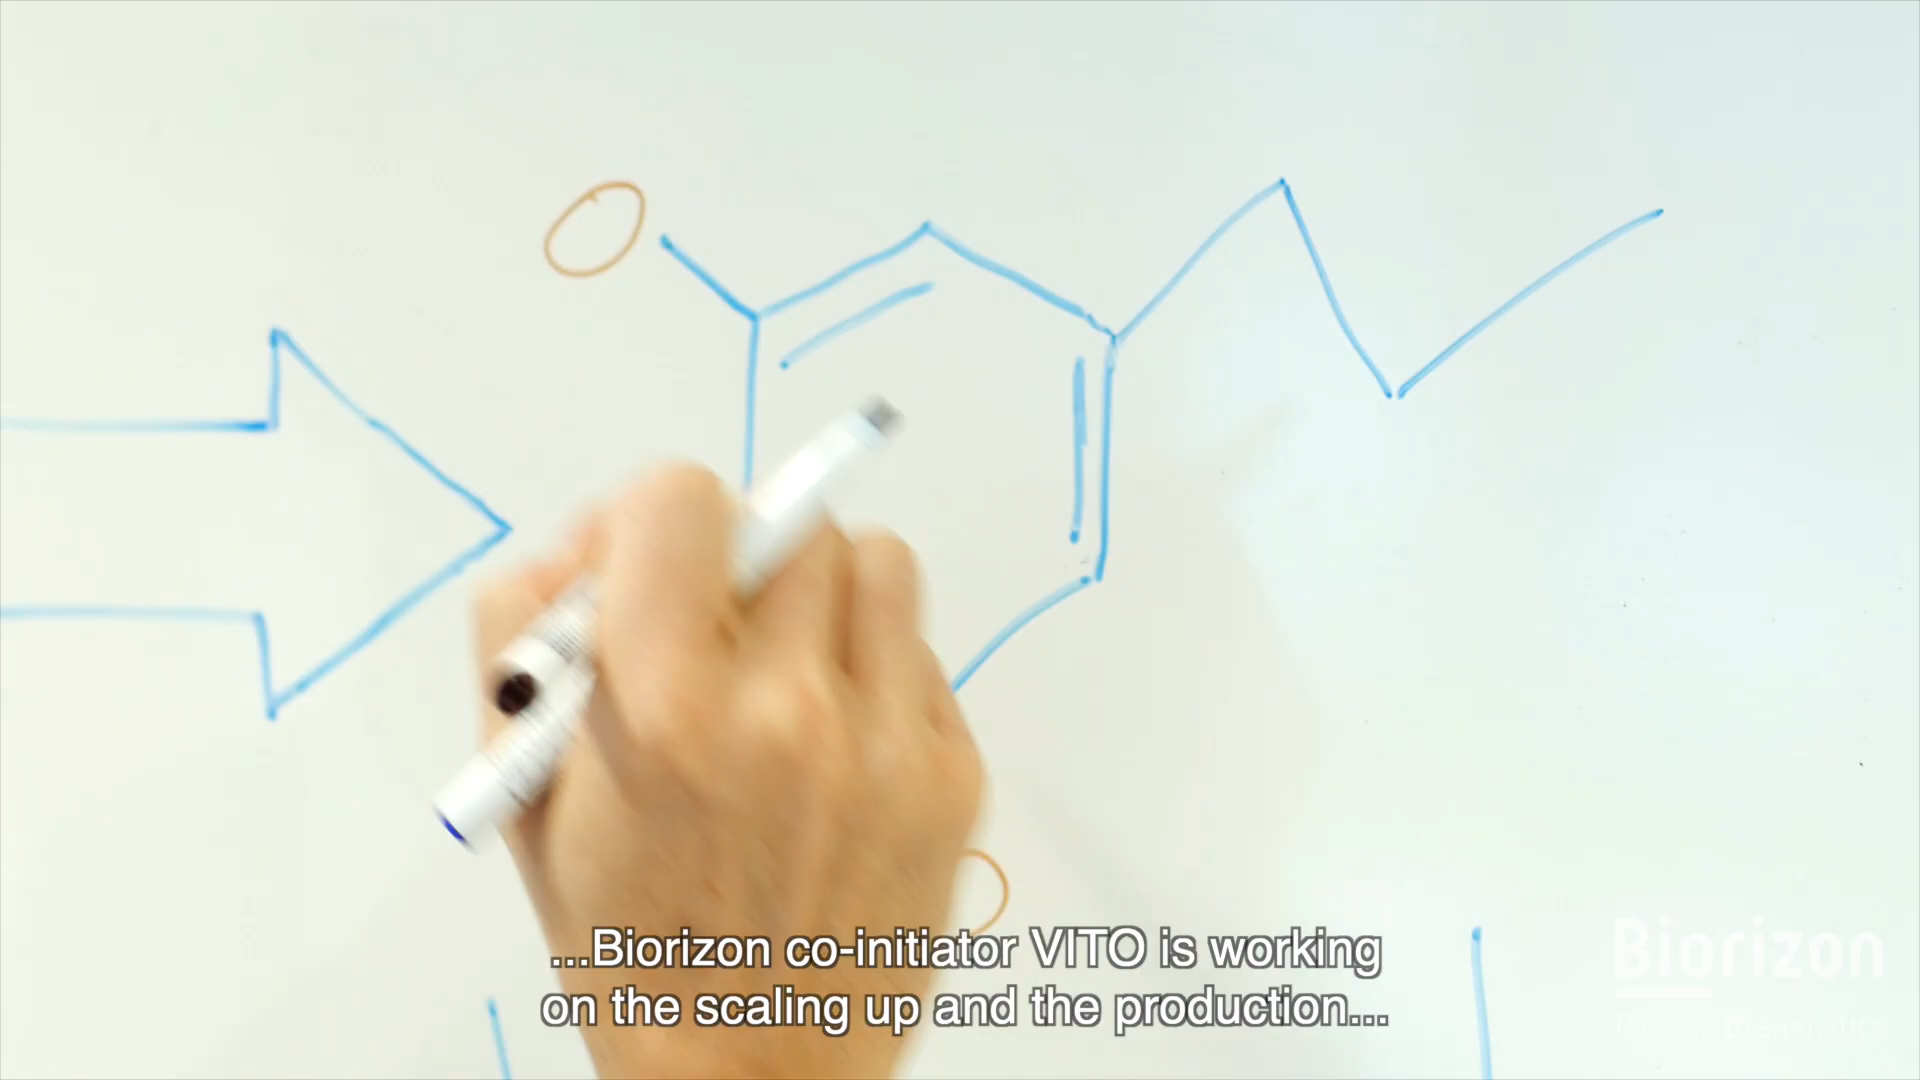 ...Biorizon co-initiator VITO is working
on the scaling up and the production...
Biorizon